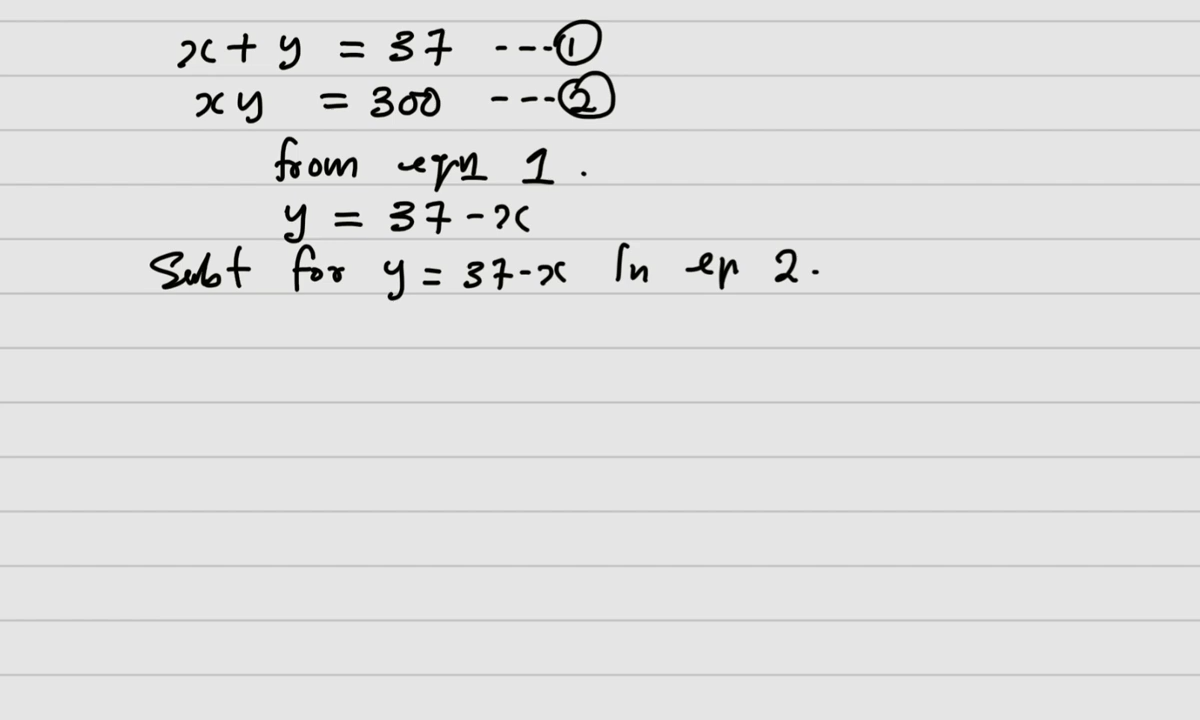 x + y = 37 ---①
xy = 300 ---②
from eqn 1.
y = 37 - x
Subt for y = 37-x In eq 2.